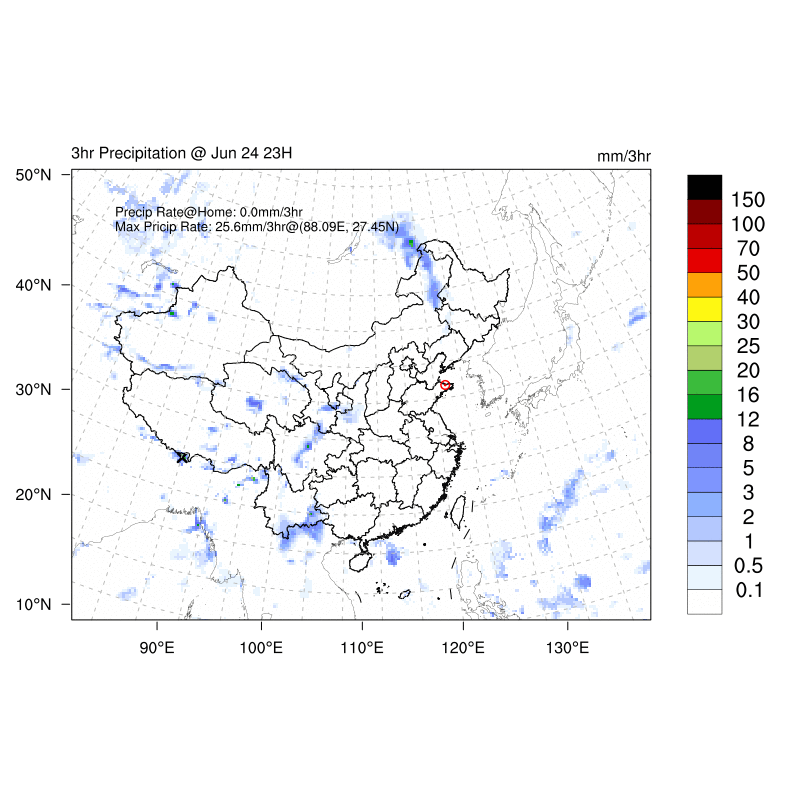 3hr Precipitation @ Jun 24 23H
mm/3hr
Precip Rate@Home: 0.0mm/3hr
Max Pricip Rate: 25.6mm/3hr@(88.09E, 27.45N)
50°N
40°N
30°N
20°N
10°N
90°E
100°E
110°E
120°E
130°E
150
100
70
50
40
30
25
20
16
12
8
5
3
2
1
0.5
0.1